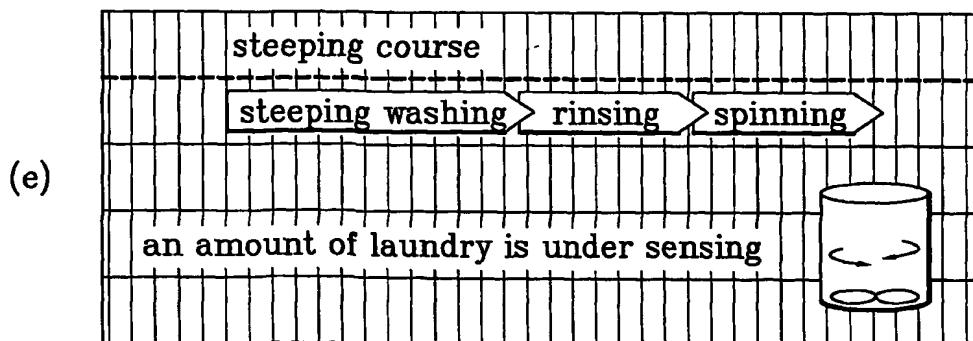 steeping course
steeping washing rinsing spinning
(e)
an amount of laundry is under sensing